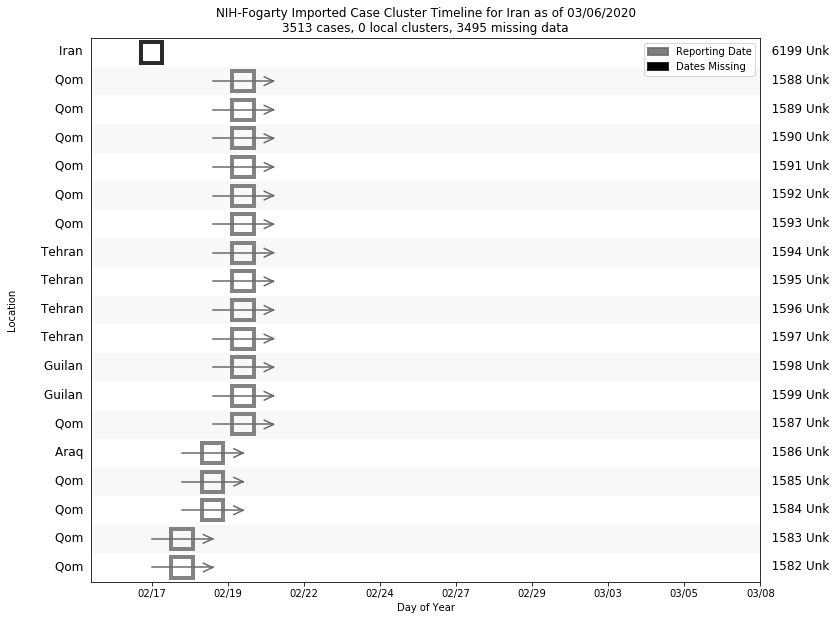 NIH-Fogarty Imported Case Cluster Timeline for Iran as of 03/06/2020
3513 cases, 0 local clusters, 3495 missing data
Reporting Date
Dates Missing
Iran 6199 Unk
Qom 1588 Unk
Qom 1589 Unk
Qom 1590 Unk
Qom 1591 Unk
Qom 1592 Unk
Qom 1593 Unk
Tehran 1594 Unk
Tehran 1595 Unk
Tehran 1596 Unk
Tehran 1597 Unk
Guilan 1598 Unk
Guilan 1599 Unk
Qom 1587 Unk
Araq 1586 Unk
Qom 1585 Unk
Qom 1584 Unk
Qom 1583 Unk
Qom 1582 Unk
Location
02/17 02/19 02/22 02/24 02/27 02/29 03/03 03/05 03/08
Day of Year